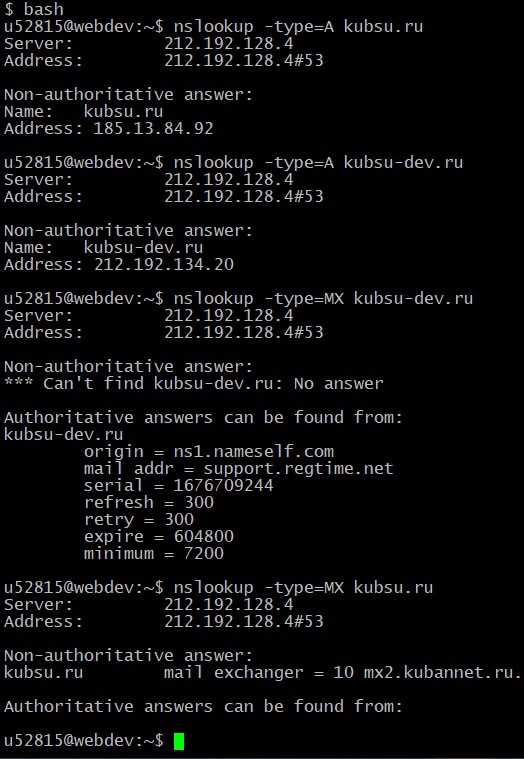 $ bash
u52815@webdev:~$ nslookup -type=A kubsu.ru
Server:         212.192.128.4
Address:        212.192.128.4#53

Non-authoritative answer:
Name:   kubsu.ru
Address: 185.13.84.92

u52815@webdev:~$ nslookup -type=A kubsu-dev.ru
Server:         212.192.128.4
Address:        212.192.128.4#53

Non-authoritative answer:
Name:   kubsu-dev.ru
Address: 212.192.134.20

u52815@webdev:~$ nslookup -type=MX kubsu-dev.ru
Server:         212.192.128.4
Address:        212.192.128.4#53

Non-authoritative answer:
*** Can't find kubsu-dev.ru: No answer

Authoritative answers can be found from:
kubsu-dev.ru
        origin = ns1.nameself.com
        mail addr = support.regtime.net
        serial = 1676709244
        refresh = 300
        retry = 300
        expire = 604800
        minimum = 7200

u52815@webdev:~$ nslookup -type=MX kubsu.ru
Server:         212.192.128.4
Address:        212.192.128.4#53

Non-authoritative answer:
kubsu.ru        mail exchanger = 10 mx2.kubannet.ru.

Authoritative answers can be found from:

u52815@webdev:~$